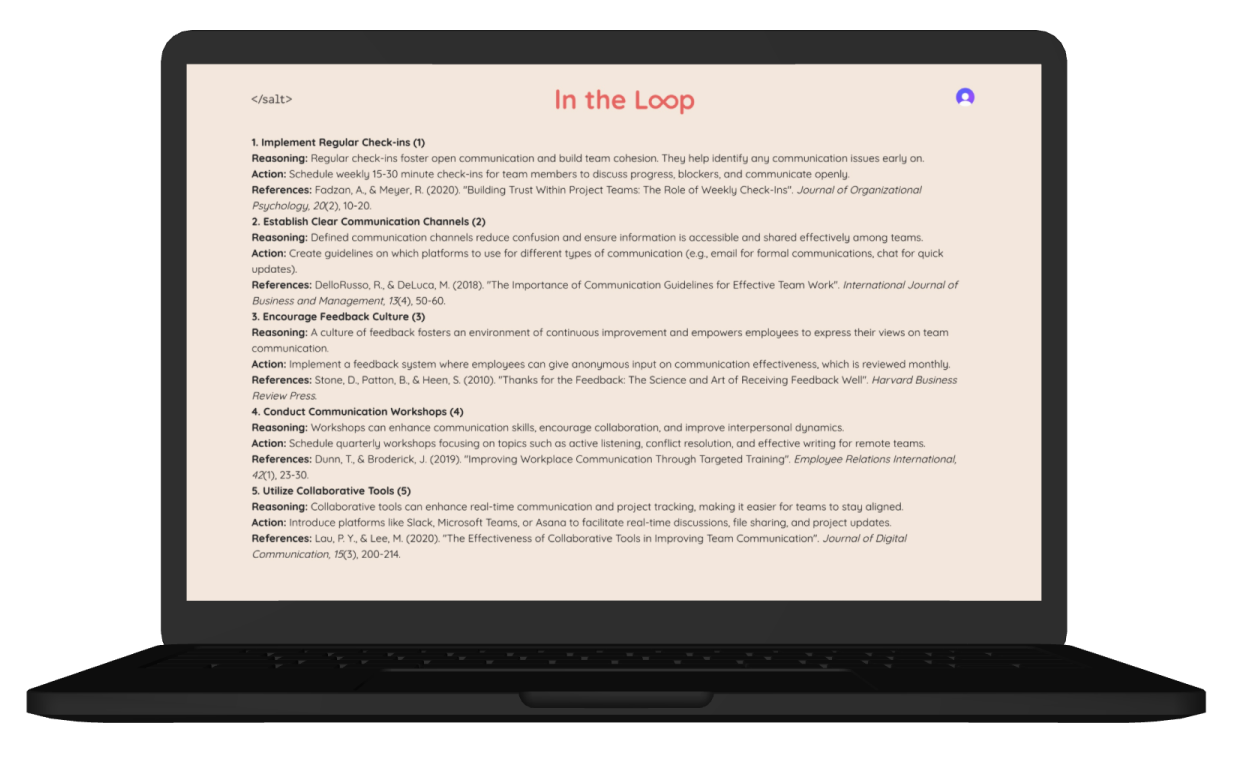 </salt>
In the Loop
1. Implement Regular Check-ins (1)
Reasoning: Regular check-ins foster open communication and build team cohesion. They help identify any communication issues early on.
Action: Schedule weekly 15-30 minute check-ins for team members to discuss progress, blockers, and communicate openly.
References: Fadzan, A., & Meyer, R. (2020). "Building Trust Within Project Teams: The Role of Weekly Check-Ins". Journal of Organizational
Psychology, 20(2), 10-20.
2. Establish Clear Communication Channels (2)
Reasoning: Defined communication channels reduce confusion and ensure information is accessible and shared effectively among teams.
Action: Create guidelines on which platforms to use for different types of communication (e.g., email for formal communications, chat for quick
updates).
References: DelloRusso, R., & DeLuca, M. (2018). "The Importance of Communication Guidelines for Effective Team Work". International Journal of
Business and Management, 13(4), 50-60.
3. Encourage Feedback Culture (3)
Reasoning: A culture of feedback fosters an environment of continuous improvement and empowers employees to express their views on team
communication.
Action: Implement a feedback system where employees can give anonymous input on communication effectiveness, which is reviewed monthly.
References: Stone, D., Patton, B., & Heen, S. (2010). "Thanks for the Feedback: The Science and Art of Receiving Feedback Well". Harvard Business
Review Press.
4. Conduct Communication Workshops (4)
Reasoning: Workshops can enhance communication skills, encourage collaboration, and improve interpersonal dynamics.
Action: Schedule quarterly workshops focusing on topics such as active listening, conflict resolution, and effective writing for remote teams.
References: Dunn, T., & Broderick, J. (2019). "Improving Workplace Communication Through Targeted Training". Employee Relations International,
42(1), 23-30.
5. Utilize Collaborative Tools (5)
Reasoning: Collaborative tools can enhance real-time communication and project tracking, making it easier for teams to stay aligned.
Action: Introduce platforms like Slack, Microsoft Teams, or Asana to facilitate real-time discussions, file sharing, and project updates.
References: Lau, P. Y., & Lee, M. (2020). "The Effectiveness of Collaborative Tools in Improving Team Communication". Journal of Digital
Communication, 15(3), 200-214.